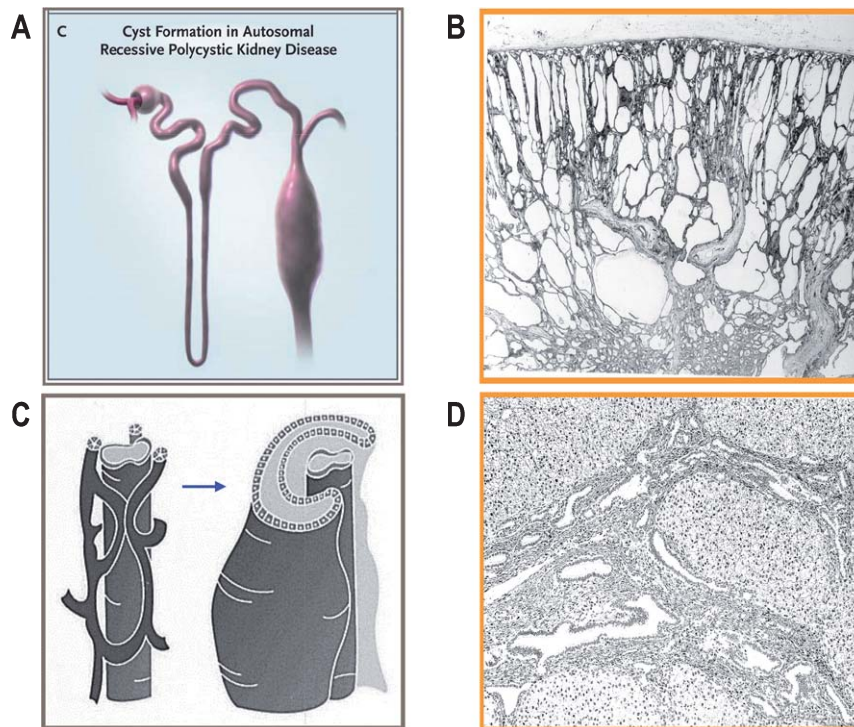 A
C
Cyst Formation in Autosomal
Recessive Polycystic Kidney Disease
B
C
D